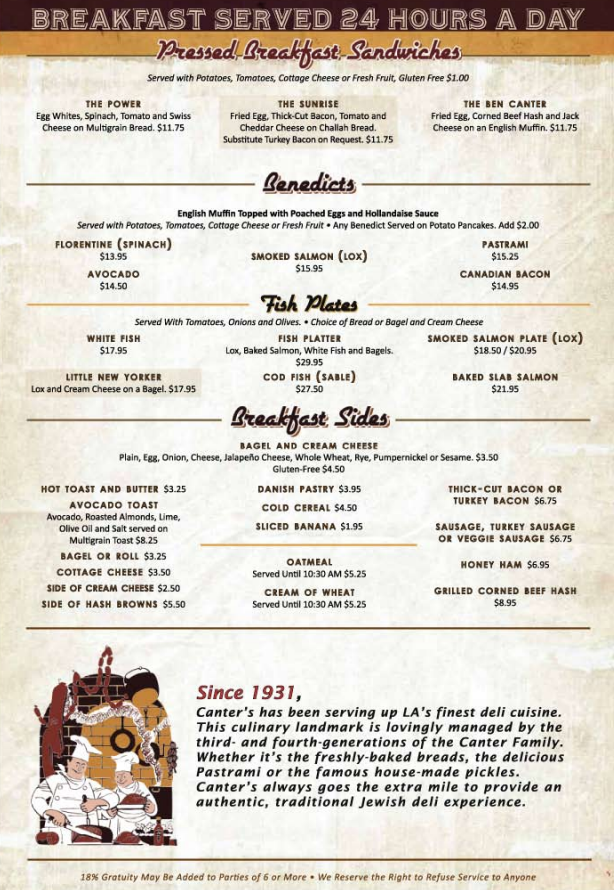 BREAKFAST SERVED 24 HOURS A DAY
Pressed Breakfast Sandwiches
Served with Potatoes, Tomatoes, Cottage Cheese or Fresh Fruit, Gluten Free $1.00
THE POWER
Egg Whites, Spinach, Tomato and Swiss
Cheese on Multigrain Bread. $11.75
THE SUNRISE
Fried Egg, Thick-Cut Bacon, Tomato and
Cheddar Cheese on Challah Bread.
Substitute Turkey Bacon on Request. $11.75
THE BEN CANTER
Fried Egg, Corned Beef Hash and Jack
Cheese on an English Muffin. $11.75
Benedicts
English Muffin Topped with Poached Eggs and Hollandaise Sauce
Served with Potatoes, Tomatoes, Cottage Cheese or Fresh Fruit • Any Benedict Served on Potato Pancakes. Add $2.00
FLORENTINE (SPINACH)
$13.95
AVOCADO
$14.50
SMOKED SALMON (LOX)
$15.95
PASTRAMI
$15.25
CANADIAN BACON
$14.95
Fish Plates
Served With Tomatoes, Onions and Olives. • Choice of Bread or Bagel and Cream Cheese
WHITE FISH
$17.95
LITTLE NEW YORKER
Lox and Cream Cheese on a Bagel. $17.95
FISH PLATTER
Lox, Baked Salmon, White Fish and Bagels.
$29.95
COD FISH (SABLE)
$27.50
SMOKED SALMON PLATE (LOX)
$18.50 / $20.95
BAKED SLAB SALMON
$21.95
Breakfast Sides
BAGEL AND CREAM CHEESE
Plain, Egg, Onion, Cheese, Jalapeño Cheese, Whole Wheat, Rye, Pumpernickel or Sesame. $3.50
Gluten-Free $4.50
HOT TOAST AND BUTTER $3.25
AVOCADO TOAST
Avocado, Roasted Almonds, Lime,
Olive Oil and Salt served on
Multigrain Toast $8.25
BAGEL OR ROLL $3.25
COTTAGE CHEESE $3.50
SIDE OF CREAM CHEESE $2.50
SIDE OF HASH BROWNS $5.50
DANISH PASTRY $3.95
COLD CEREAL $4.50
SLICED BANANA $1.95
OATMEAL
Served Until 10:30 AM $5.25
CREAM OF WHEAT
Served Until 10:30 AM $5.25
THICK-CUT BACON OR
TURKEY BACON $6.75
SAUSAGE, TURKEY SAUSAGE
OR VEGGIE SAUSAGE $6.75
HONEY HAM $6.95
GRILLED CORNED BEEF HASH
$8.95
Since 1931,
Canter's has been serving up LA's finest deli cuisine.
This culinary landmark is lovingly managed by the
third- and fourth-generations of the Canter Family.
Whether it's the freshly-baked breads, the delicious
Pastrami or the famous house-made pickles.
Canter's always goes the extra mile to provide an
authentic, traditional Jewish deli experience.
18% Gratuity May Be Added to Parties of 6 or More • We Reserve the Right to Refuse Service to Anyone